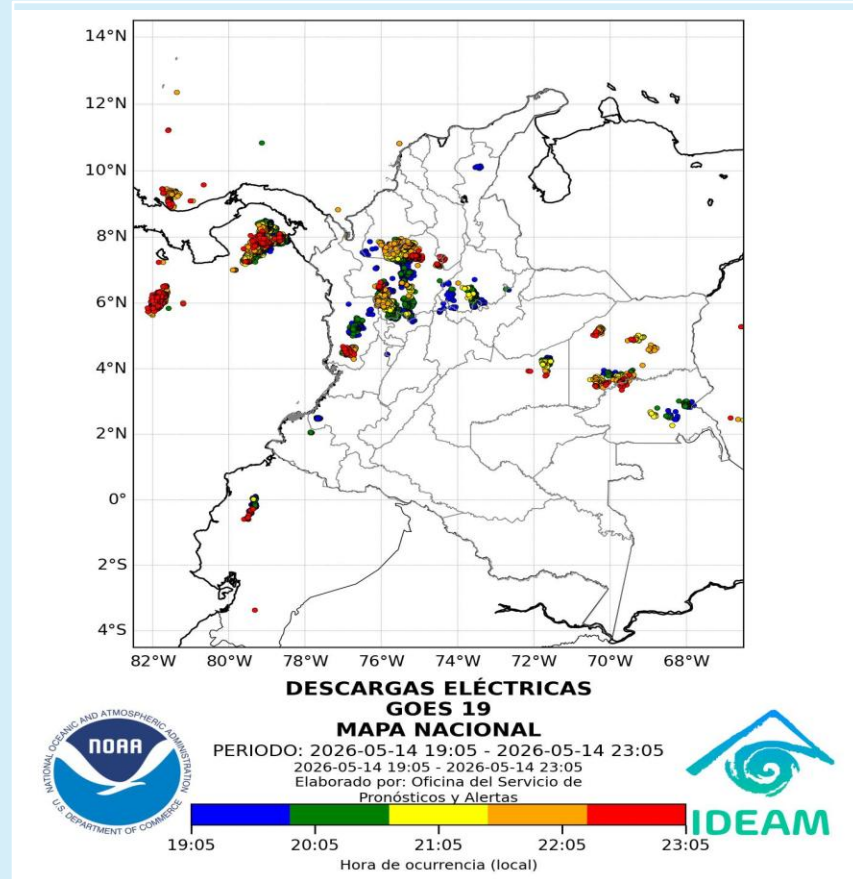 14°N
12°N
10°N
8°N
6°N
4°N
2°N
0°
2°S
4°S
82°W 80°W 78°W 76°W 74°W 72°W 70°W 68°W
DESCARGAS ELÉCTRICAS
GOES 19
MAPA NACIONAL
PERIODO: 2026-05-14 19:05 - 2026-05-14 23:05
2026-05-14 19:05 - 2026-05-14 23:05
Elaborado por: Oficina del Servicio de
Pronósticos y Alertas
NATIONAL OCEANIC AND ATMOSPHERIC ADMINISTRATION
NOAA
U.S. DEPARTMENT OF COMMERCE
IDEAM
19:05 20:05 21:05 22:05 23:05
Hora de ocurrencia (local)